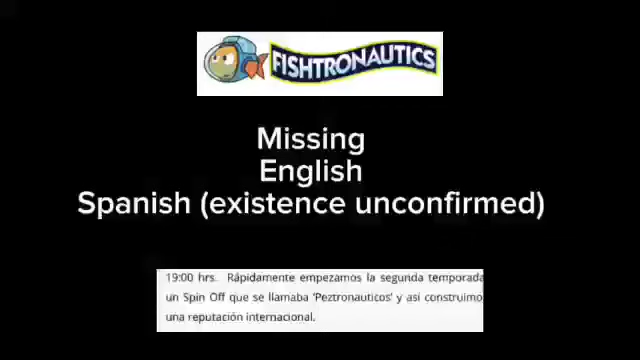 FISHTRONAUTICS
Missing
English
Spanish (existence unconfirmed)
19:00 hrs. Rápidamente empezamos la segunda temporada
un Spin Off que se llamaba 'Peztronauticos' y así construimo
una reputación internacional.